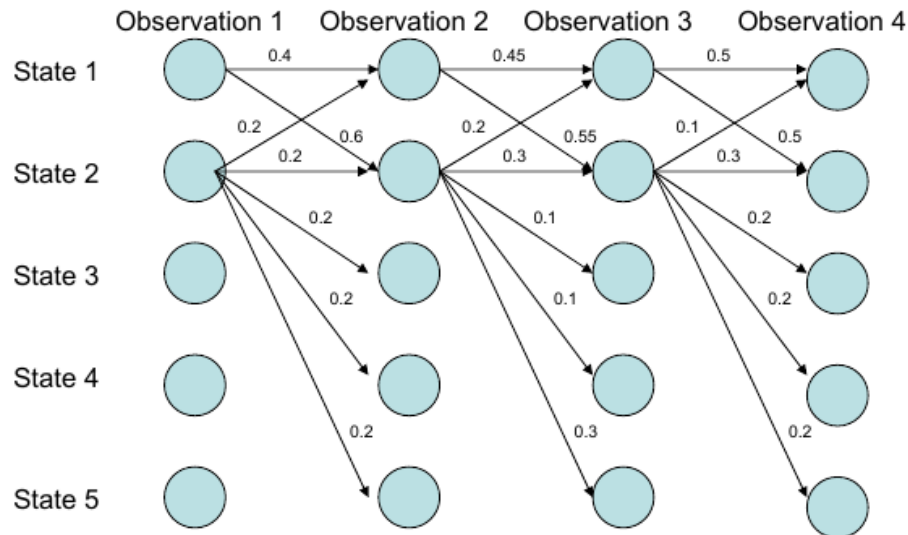 Observation 1 Observation 2 Observation 3 Observation 4
State 1
0.4 0.45 0.5
0.2 0.6 0.2 0.55 0.1 0.5
State 2
0.2 0.3 0.3
0.2 0.1 0.2
State 3
0.2 0.1 0.2
State 4
0.2 0.3 0.2
State 5